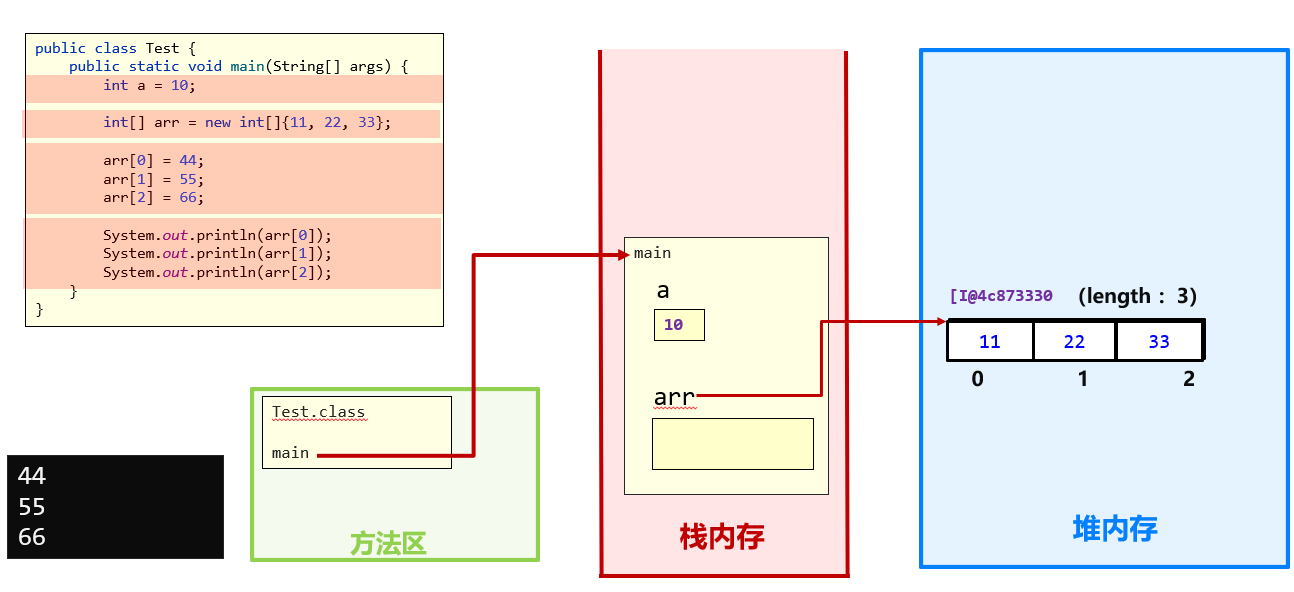 public class Test {
    public static void main(String[] args) {
        int a = 10;
        int[] arr = new int[]{11, 22, 33};
        arr[0] = 44;
        arr[1] = 55;
        arr[2] = 66;
        System.out.println(arr[0]);
        System.out.println(arr[1]);
        System.out.println(arr[2]);
    }
}
44
55
66
Test.class
main
方法区
main
a
10
arr
栈内存
[I@4c873330 (length : 3)
11 22 33
0 1 2
堆内存